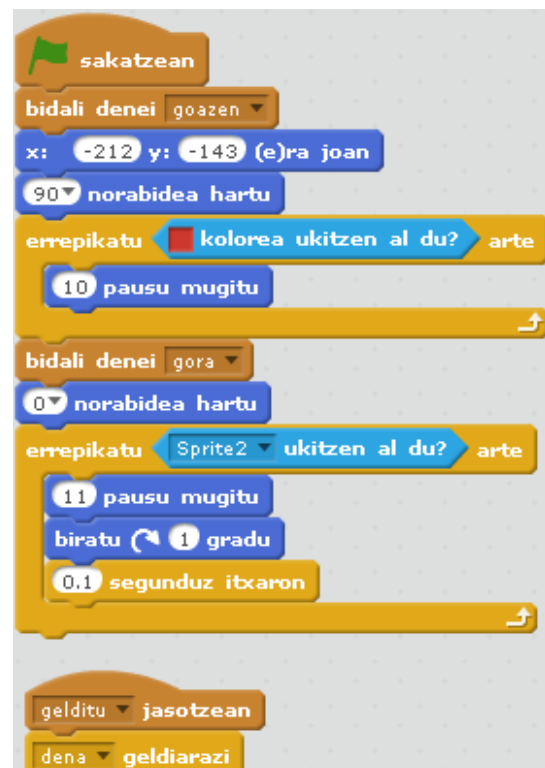 sakatzean
bidali denei goazen
x: -212 y: -143 (e)ra joan
90 norabidea hartu
errepikatu kolorea ukitzen al du? arte
10 pausu mugitu
bidali denei gora
0 norabidea hartu
errepikatu Sprite2 ukitzen al du? arte
11 pausu mugitu
biratu 1 gradu
0.1 segunduz itxaron
gelditu jasotzean
dena geldiarazi